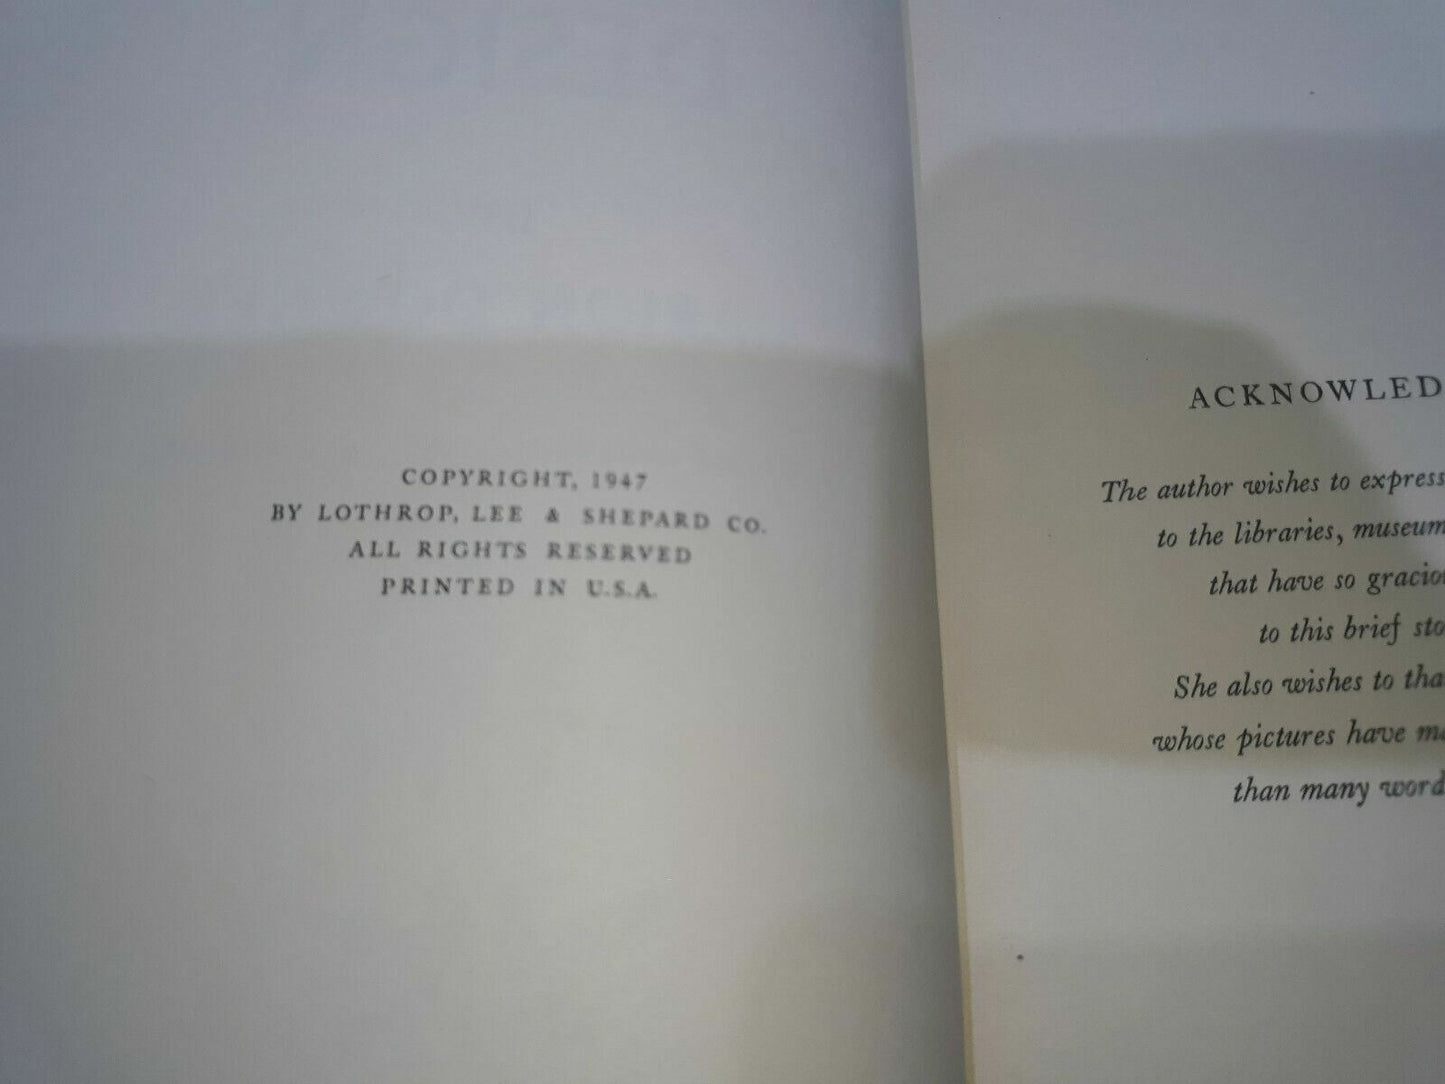 COPYRIGHT, 1947
BY LOTHROP, LEE & SHEPARD CO.
ALL RIGHTS RESERVED
PRINTED IN U.S.A.
ACKNOWLED
The author wishes to express
to the libraries, museum
that have so graciou
to this brief sto
She also wishes to tha
whose pictures have ma
than many word